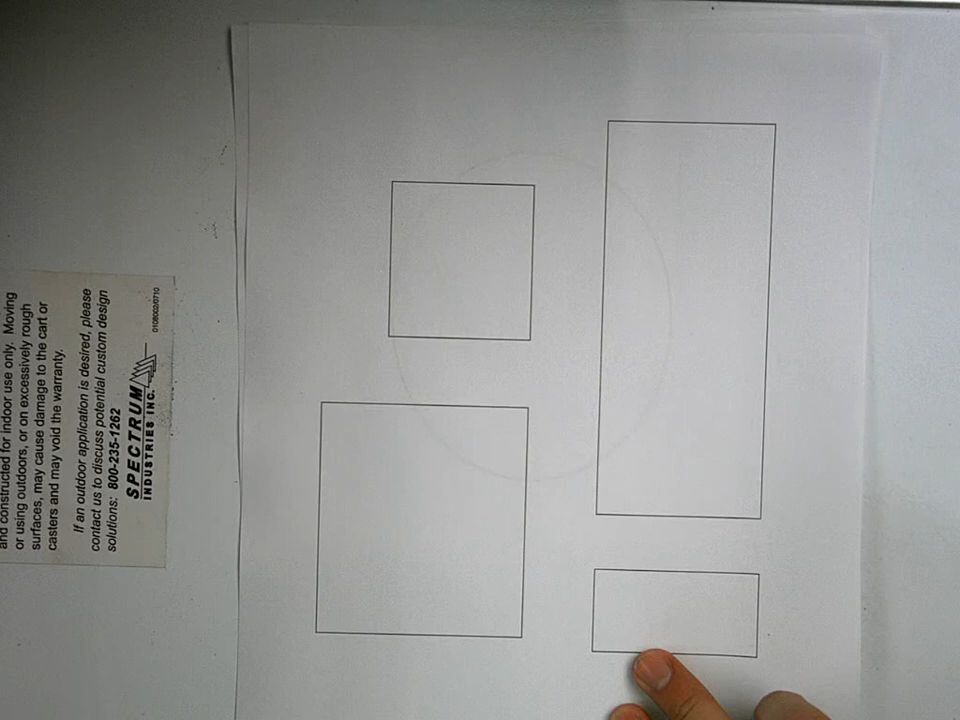 and constructed for indoor use only. Moving
or using outdoors, or on excessively rough
surfaces, may cause damage to the cart or
casters and may void the warranty.
If an outdoor application is desired, please
contact us to discuss potential custom design
solutions: 800-235-1262
SPECTRUM
INDUSTRIES INC.